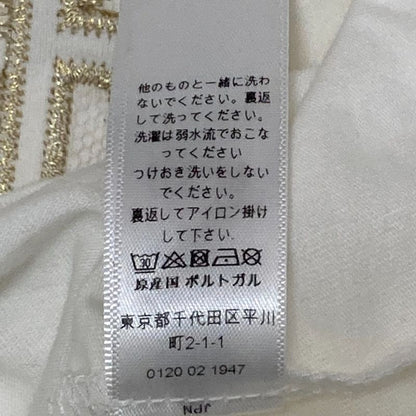 他のものと一緒に洗わ
ないでください。裏返
して洗ってください。
洗濯は弱水流でおこな
ってください
つけおき洗いをしない
でください。
裏返してアイロン掛け
して下さい。
30
原産国 ポルトガル
東京都千代田区平川
町2-1-1
0120 02 1947
JPN